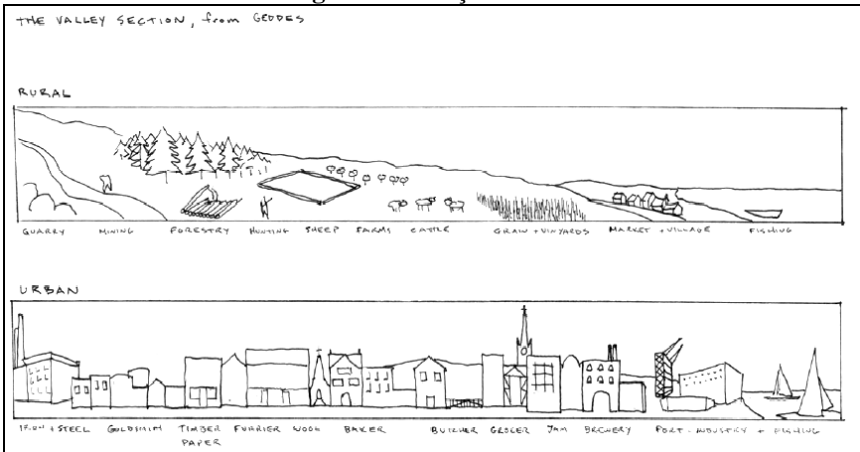 THE VALLEY SECTION, from GEDDES
RURAL
QUARRY MINING FORESTRY HUNTING SHEEP FARMS CATTLE GRAIN + VINYARDS MARKET + VILLAGE FISHING
URBAN
IRON + STEEL GOLDSMITH TIMBER FURRIER WOOL BAKER BUTCHER GROCER JAM BREWERY PORT - INDUSTRY + FISHING
PAPER